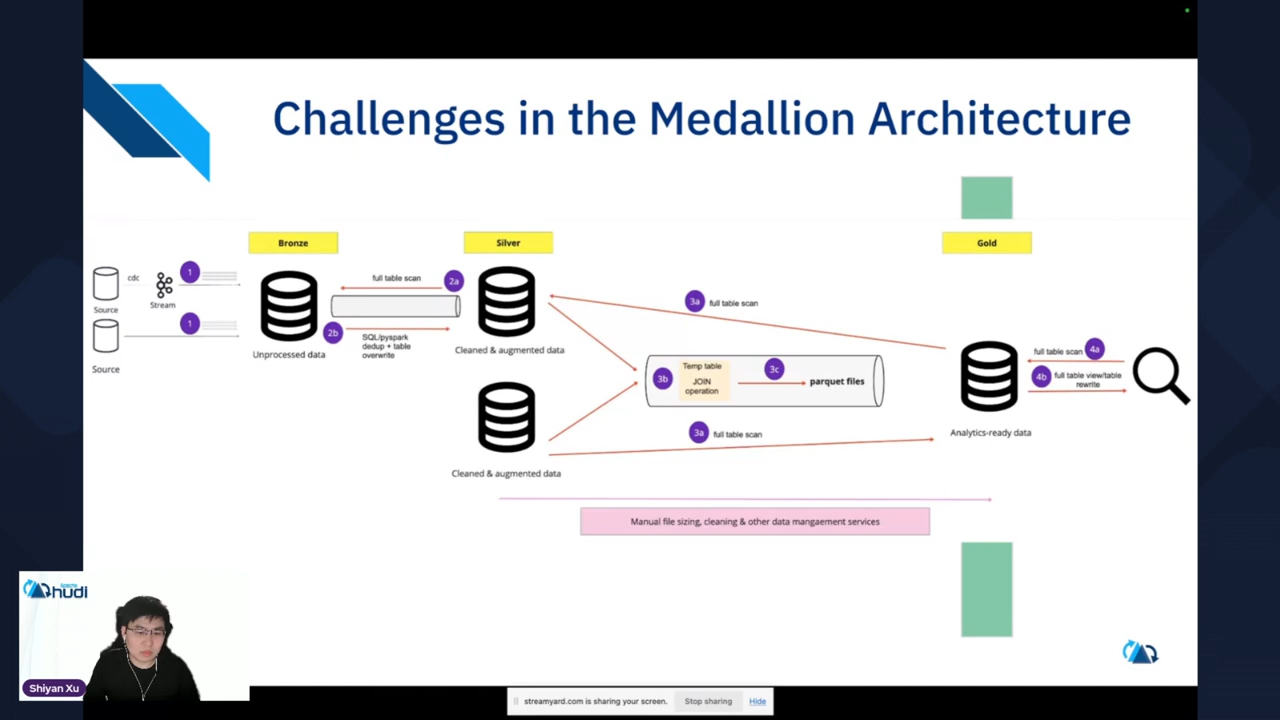 Challenges in the Medallion Architecture
Bronze
Silver
Gold
cdc
1
Stream
Source
1
Source
Unprocessed data
full table scan
2a
2b
SQL/pyspark
dedup + table
overwrite
Cleaned & augmented data
Cleaned & augmented data
3a
full table scan
3b
Temp table
JOIN
operation
3c
parquet files
3a
full table scan
full table scan
4a
4b
full table view/table
rewrite
Analytics-ready data
Manual file sizing, cleaning & other data mangaement services
hudi
Shiyan Xu
streamyard.com is sharing your screen.
Stop sharing
Hide